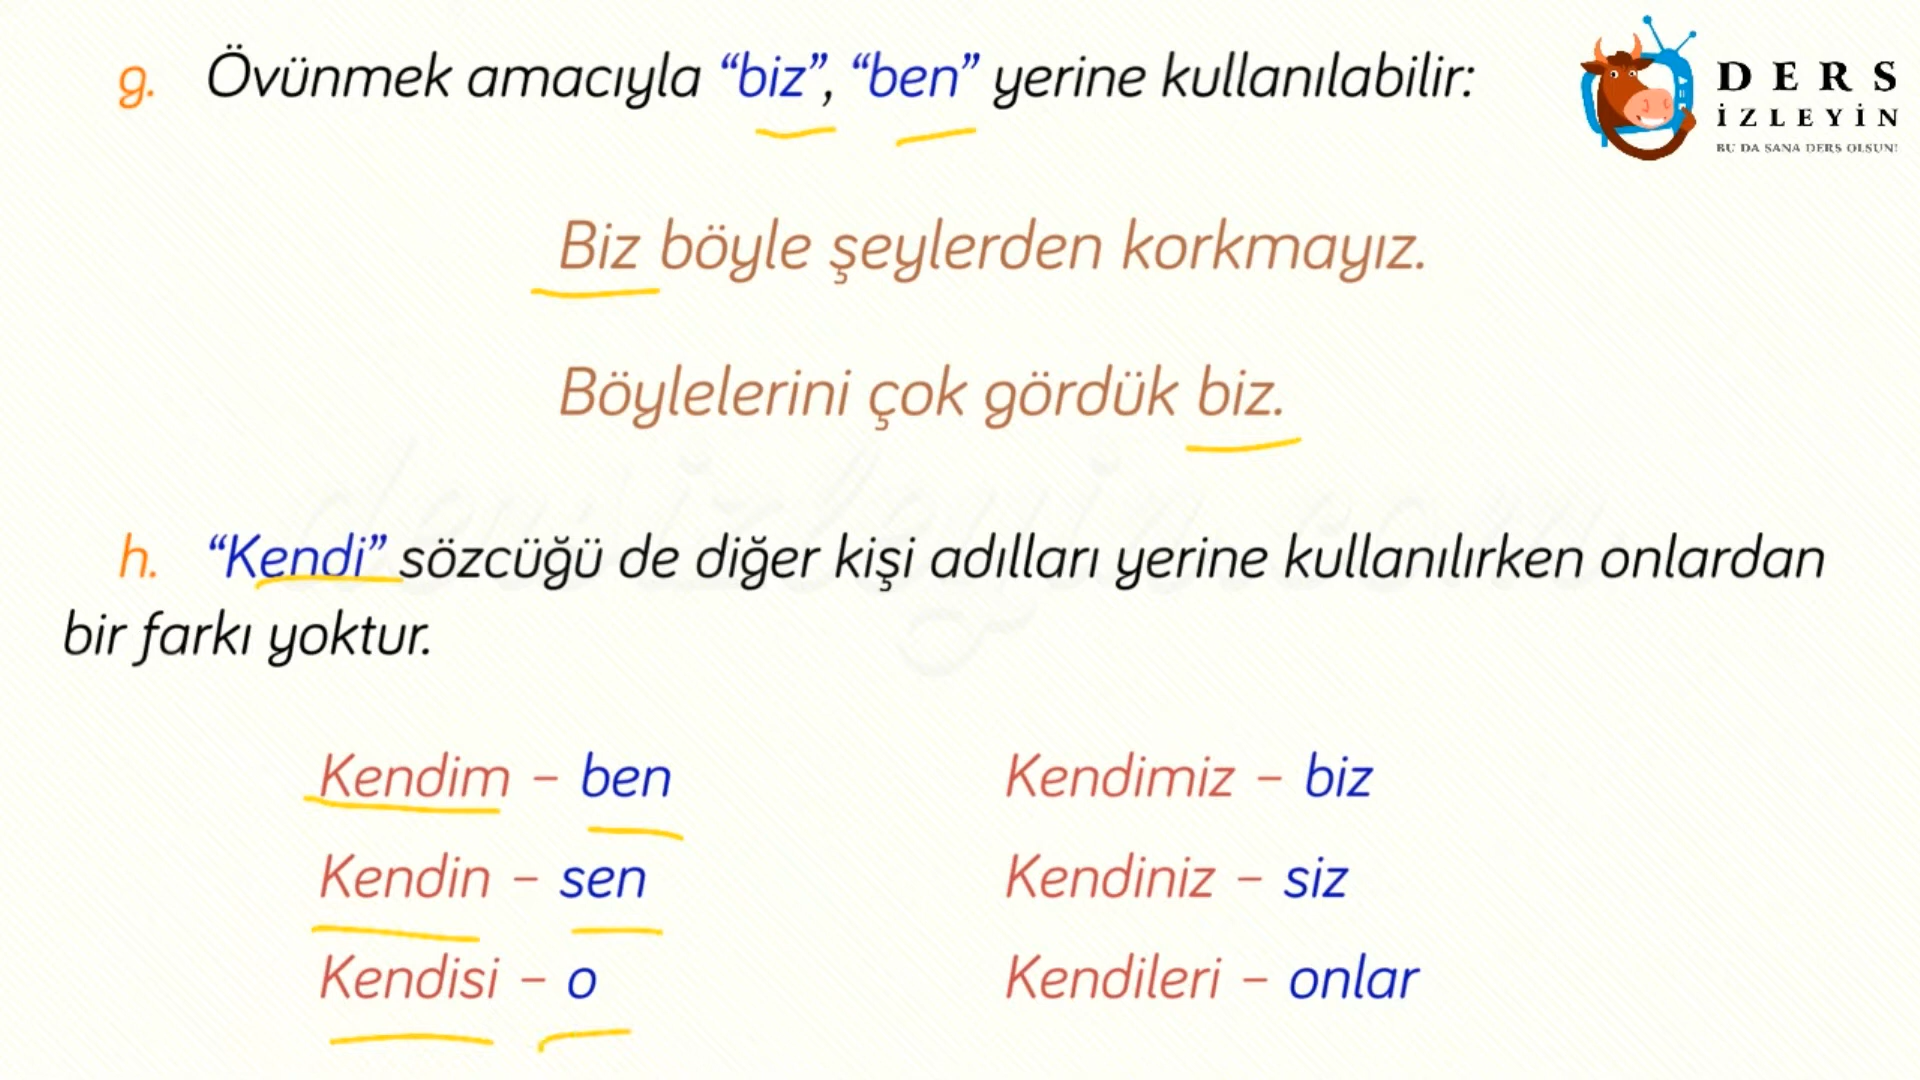 g. Övünmek amacıyla “biz”, “ben” yerine kullanılabilir:
DERS
İZLEYİN
BU DA SANA DERS OLSUN!
Biz böyle şeylerden korkmayız.
Böylelerini çok gördük biz.
dersizleyin.com
h. “Kendi” sözcüğü de diğer kişi adılları yerine kullanılırken onlardan
bir farkı yoktur.
Kendim – ben
Kendin – sen
Kendisi – o
Kendimiz – biz
Kendiniz – siz
Kendileri – onlar